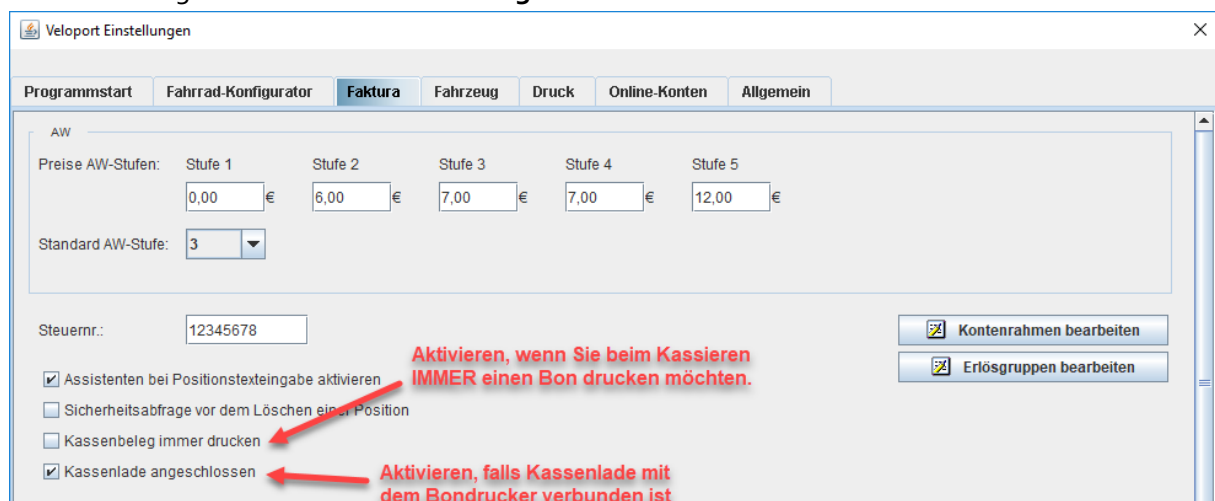 Veloport Einstellungen
Programmstart Fahrrad-Konfigurator Faktura Fahrzeug Druck Online-Konten Allgemein
AW
Preise AW-Stufen: Stufe 1 Stufe 2 Stufe 3 Stufe 4 Stufe 5
0,00 € 6,00 € 7,00 € 7,00 € 12,00 €
Standard AW-Stufe: 3
Steuernr.: 12345678
Kontenrahmen bearbeiten
Erlösgruppen bearbeiten
Aktivieren, wenn Sie beim Kassieren
IMMER einen Bon drucken möchten.
Assistenten bei Positionstexteingabe aktivieren
Sicherheitsabfrage vor dem Löschen einer Position
Kassenbeleg immer drucken
Kassenlade angeschlossen
Aktivieren, falls Kassenlade mit
dem Bondrucker verbunden ist